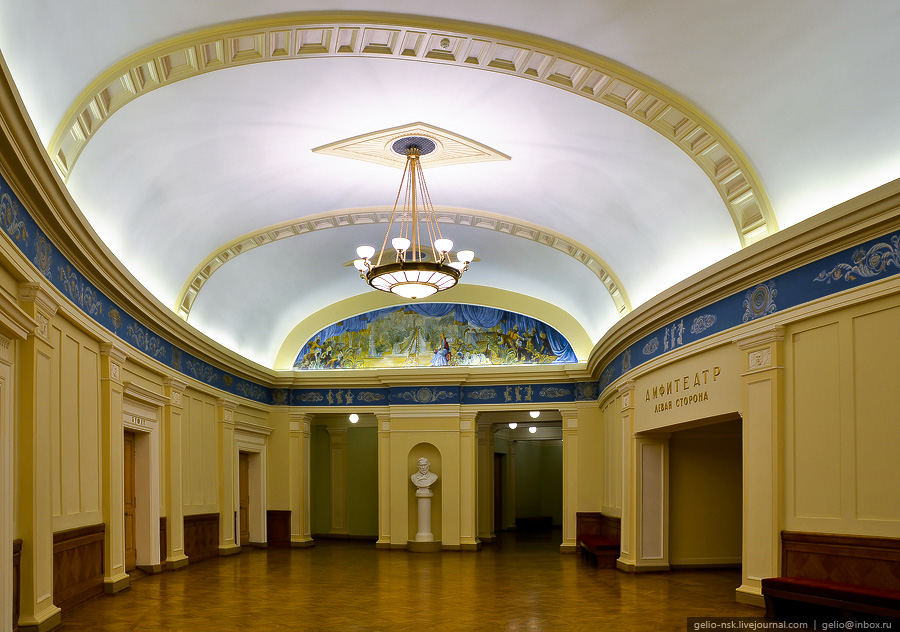 АМФИТЕАТР
ЛЕВАЯ СТОРОНА
gelio-nsk.livejournal.com | gelio@inbox.ru